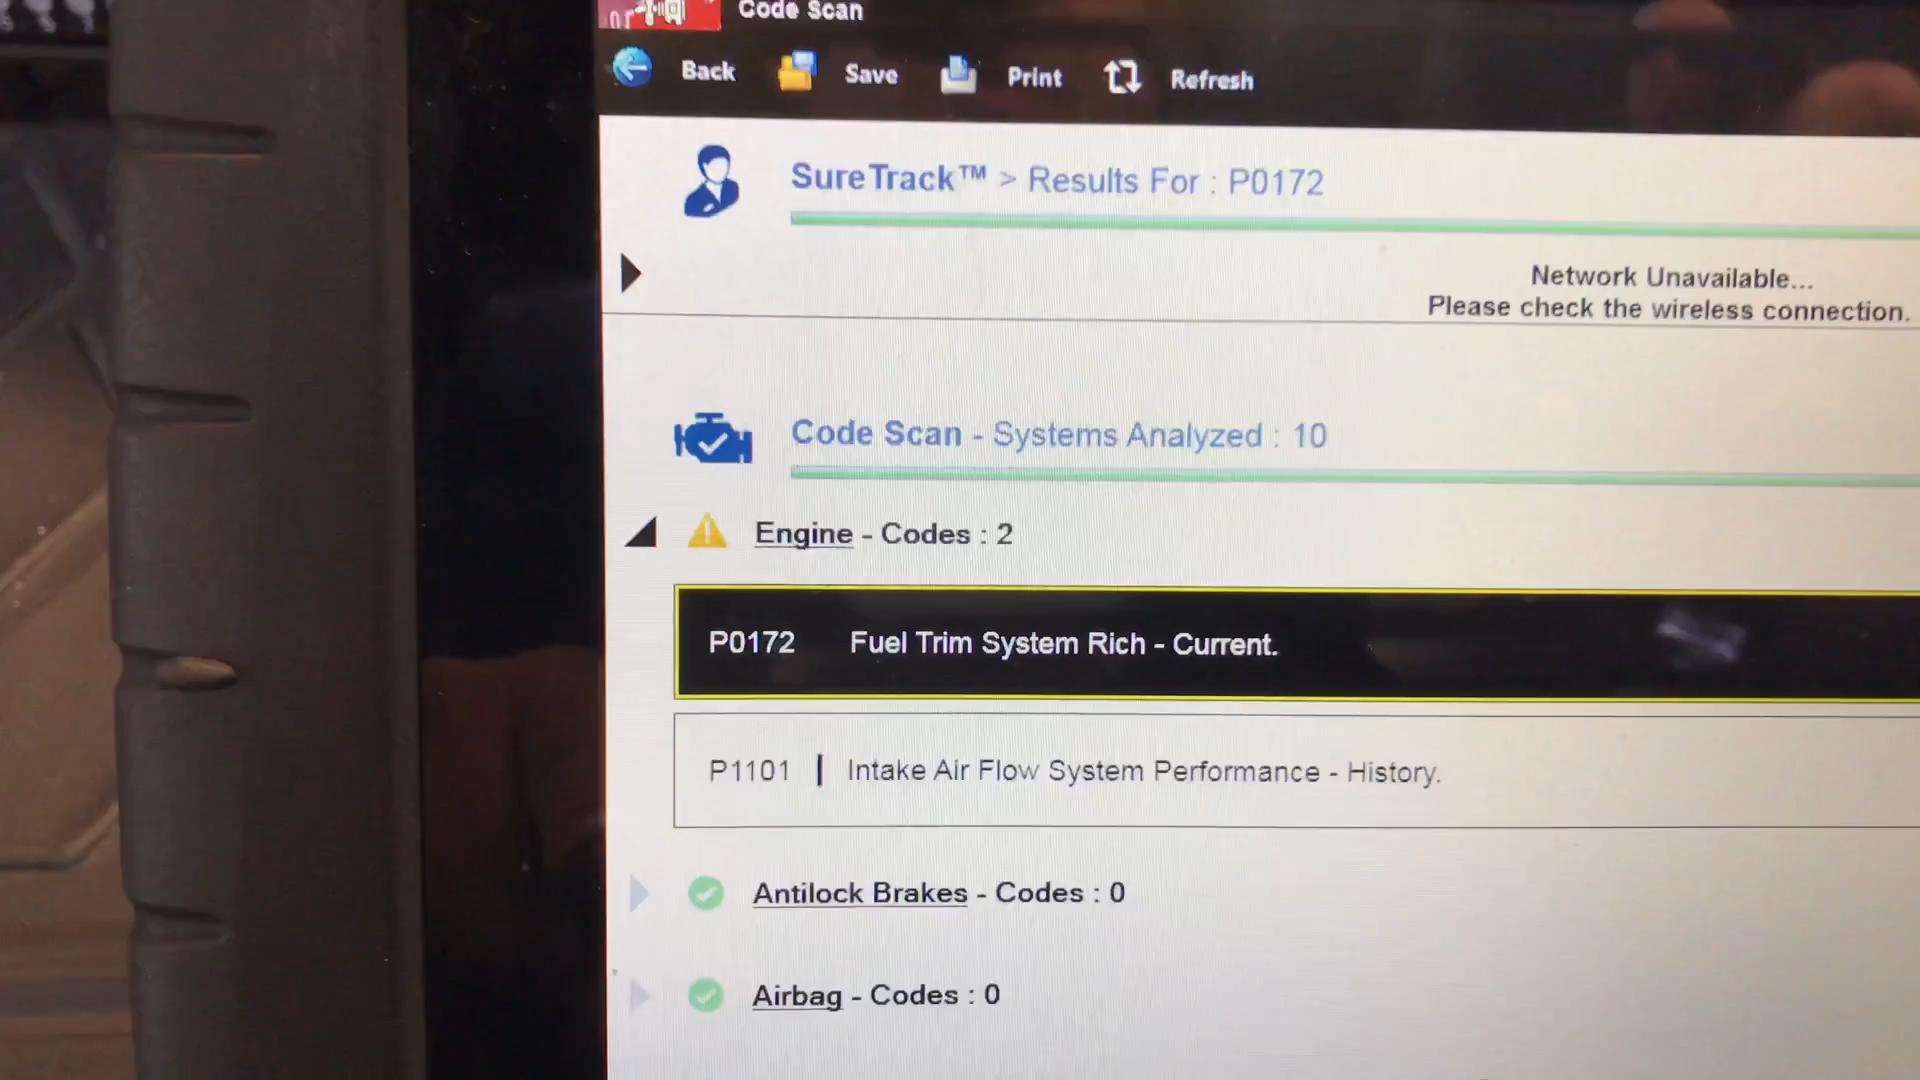 Code Scan
Back Save Print Refresh
SureTrack™ > Results For : P0172
Network Unavailable...
Please check the wireless connection.
Code Scan - Systems Analyzed : 10
Engine - Codes : 2
P0172 Fuel Trim System Rich - Current.
P1101 Intake Air Flow System Performance - History.
Antilock Brakes - Codes : 0
Airbag - Codes : 0